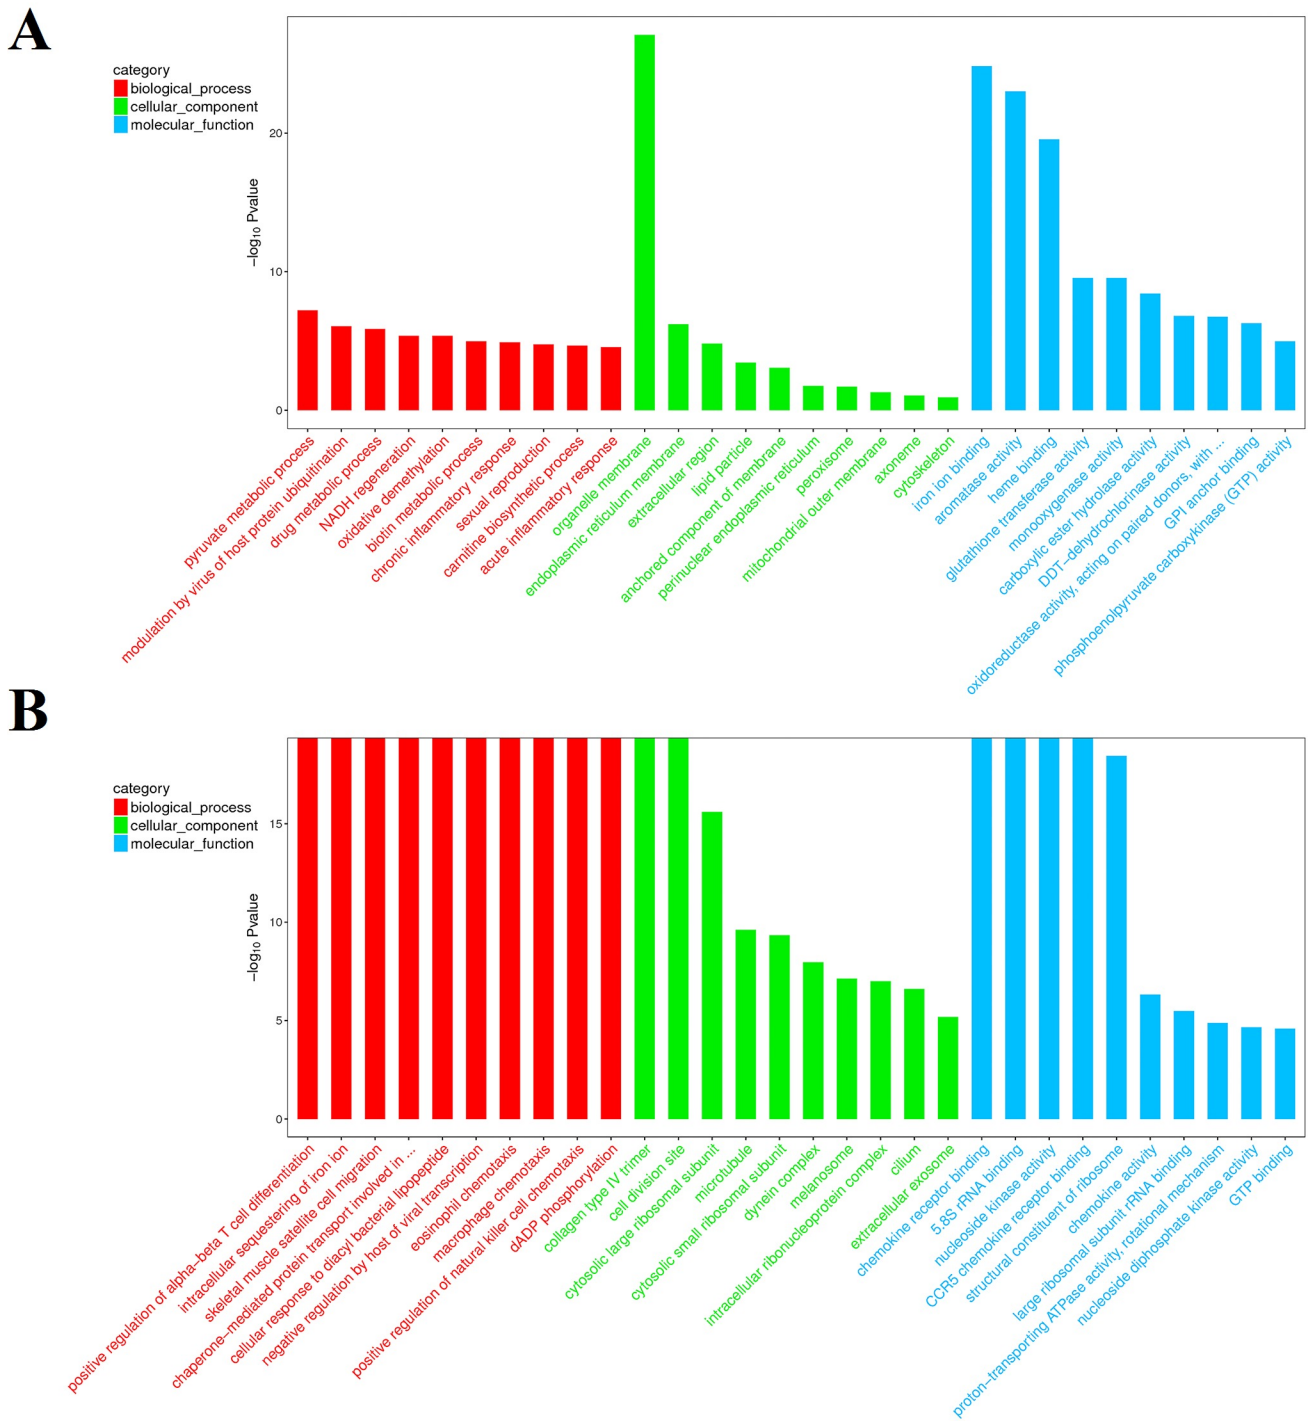 A
category
biological_process
cellular_component
molecular_function
−log10 Pvalue
20
10
0
pyruvate metabolic process
modulation by virus of host protein ubiquitination
drug metabolic process
NADH regeneration
oxidative demethylation
biotin metabolic process
chronic inflammatory response
sexual reproduction
carnitine biosynthetic process
acute inflammatory response
organelle membrane
endoplasmic reticulum membrane
extracellular region
lipid particle
anchored component of membrane
perinuclear endoplasmic reticulum
peroxisome
mitochondrial outer membrane
axoneme
cytoskeleton
iron ion binding
aromatase activity
heme binding
glutathione transferase activity
monooxygenase activity
carboxylic ester hydrolase activity
DDT−dehydrochlorinase activity
oxidoreductase activity, acting on paired donors, with ...
GPI anchor binding
phosphoenolpyruvate carboxykinase (GTP) activity
B
category
biological_process
cellular_component
molecular_function
−log10 Pvalue
15
10
5
0
positive regulation of alpha−beta T cell differentiation
intracellular sequestering of iron ion
skeletal muscle satellite cell migration
chaperone−mediated protein transport involved in ...
cellular response to diacyl bacterial lipopeptide
negative regulation by host of viral transcription
eosinophil chemotaxis
macrophage chemotaxis
positive regulation of natural killer cell chemotaxis
dADP phosphorylation
collagen type IV trimer
cell division site
cytosolic large ribosomal subunit
microtubule
cytosolic small ribosomal subunit
dynein complex
melanosome
intracellular ribonucleoprotein complex
cilium
extracellular exosome
chemokine receptor binding
5.8S rRNA binding
nucleoside kinase activity
CCR5 chemokine receptor binding
structural constituent of ribosome
chemokine activity
large ribosomal subunit rRNA binding
proton−transporting ATPase activity, rotational mechanism
nucleoside diphosphate kinase activity
GTP binding